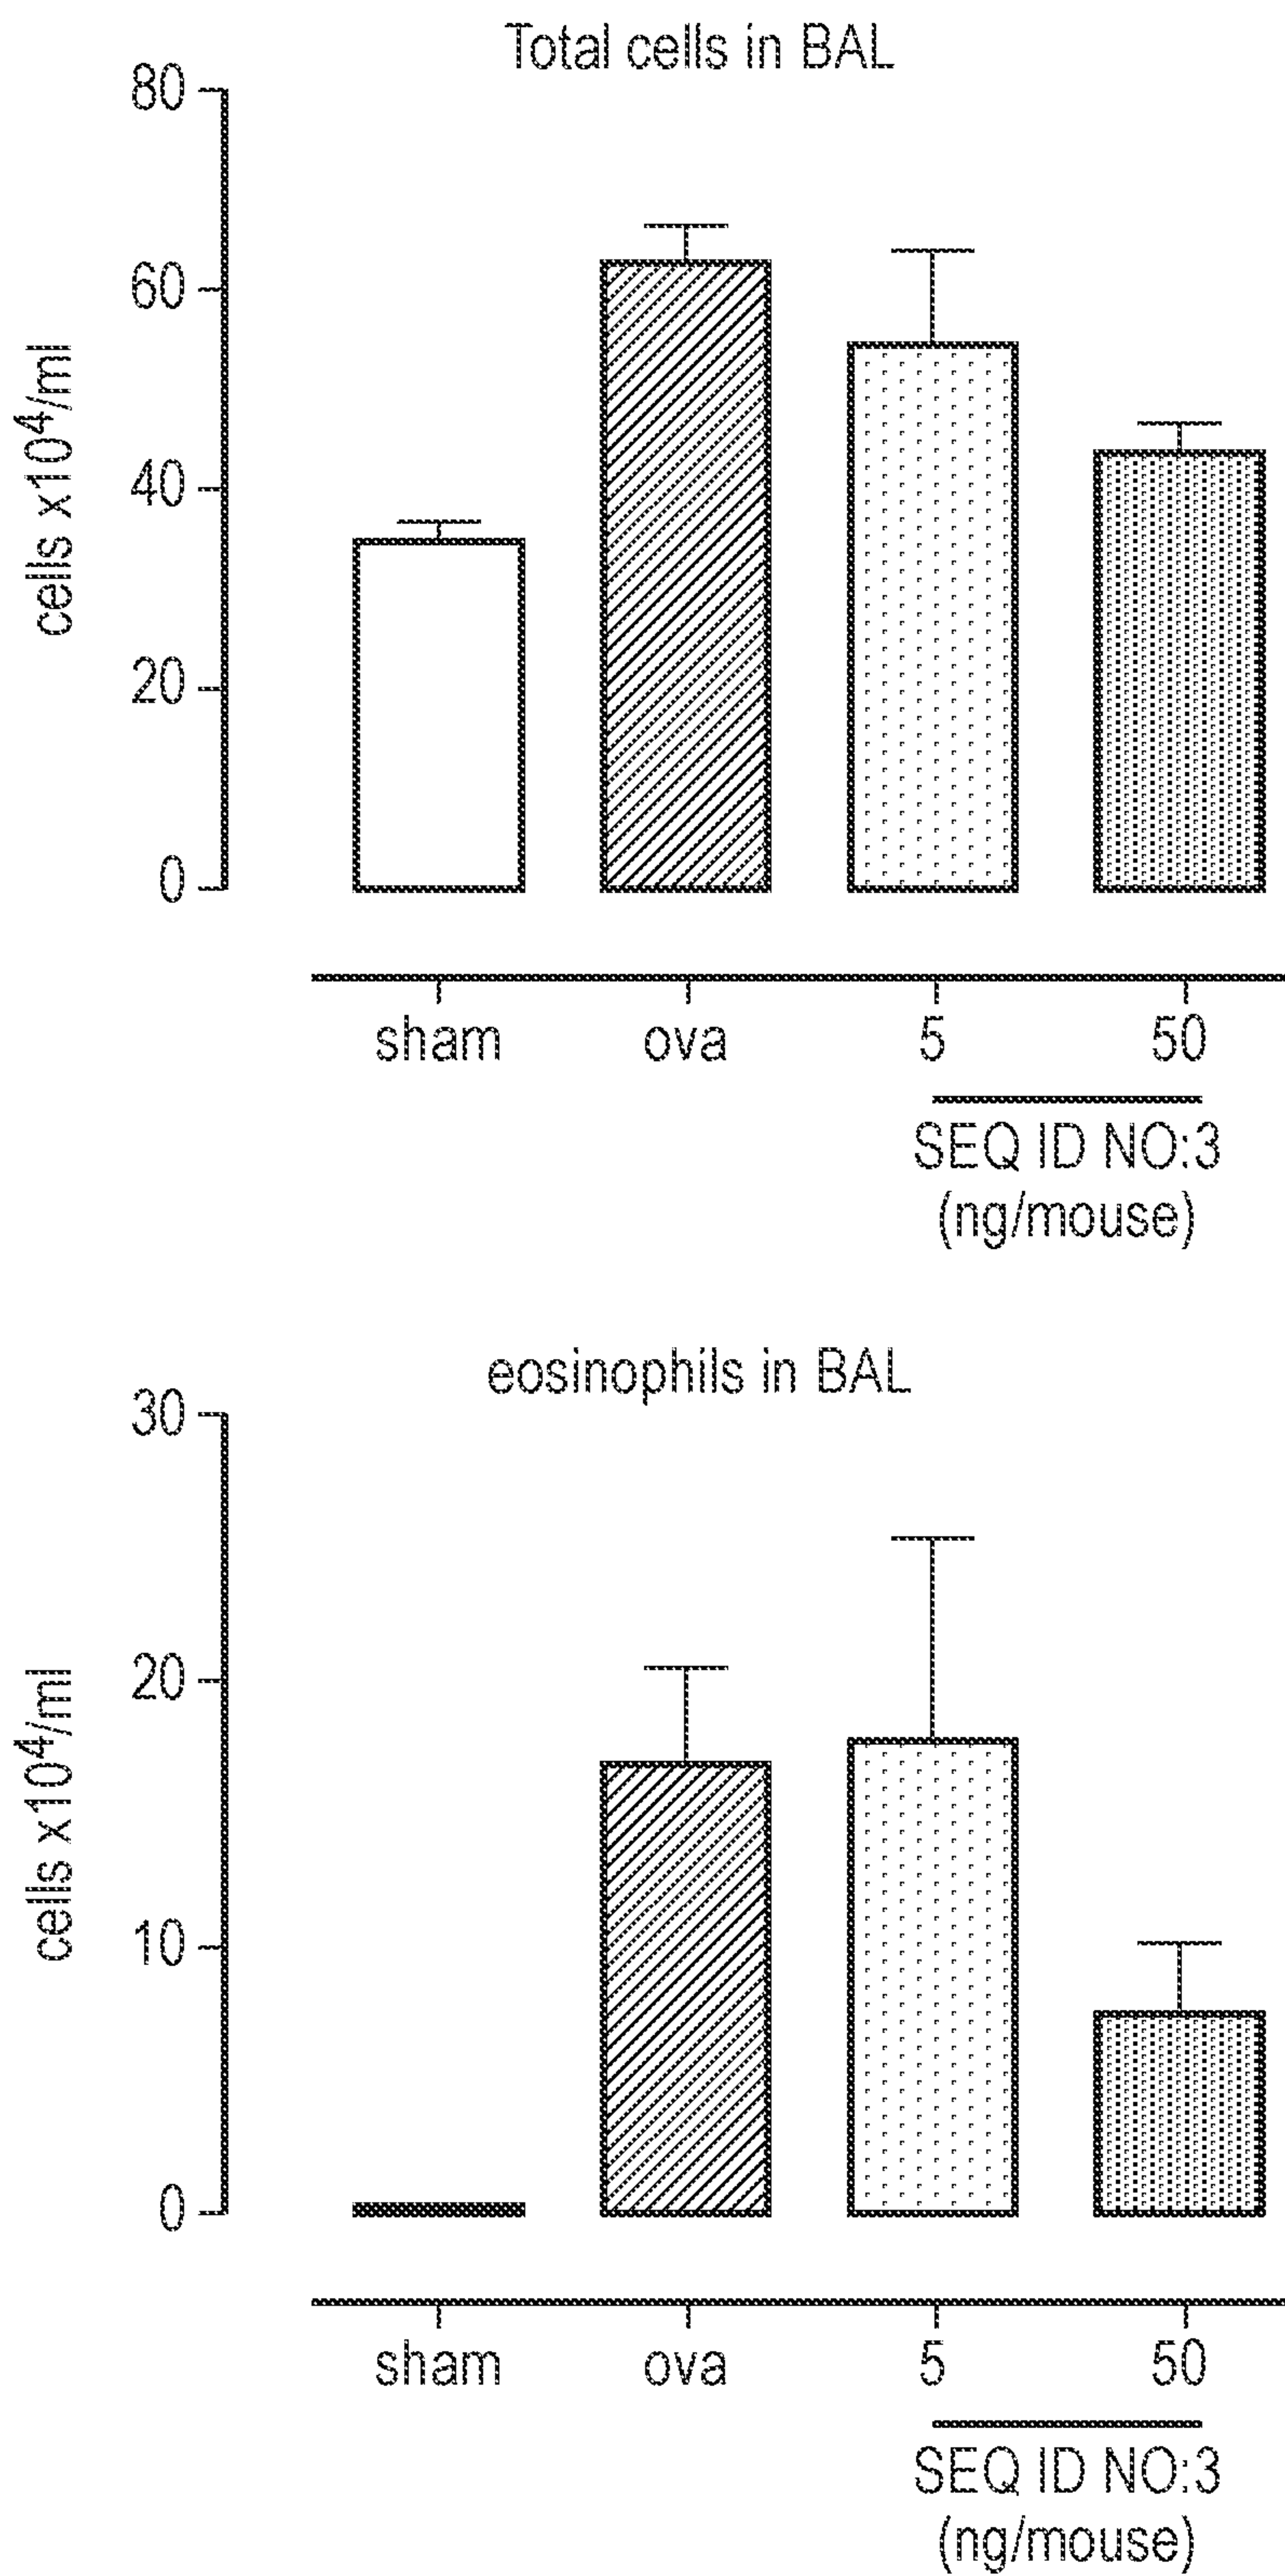 Total cells in BAL
80
60
40
20
0
cells x10⁴/ml
sham ova 5 50
SEQ ID NO:3
(ng/mouse)
eosinophils in BAL
30
20
10
0
cells x10⁴/ml
sham ova 5 50
SEQ ID NO:3
(ng/mouse)